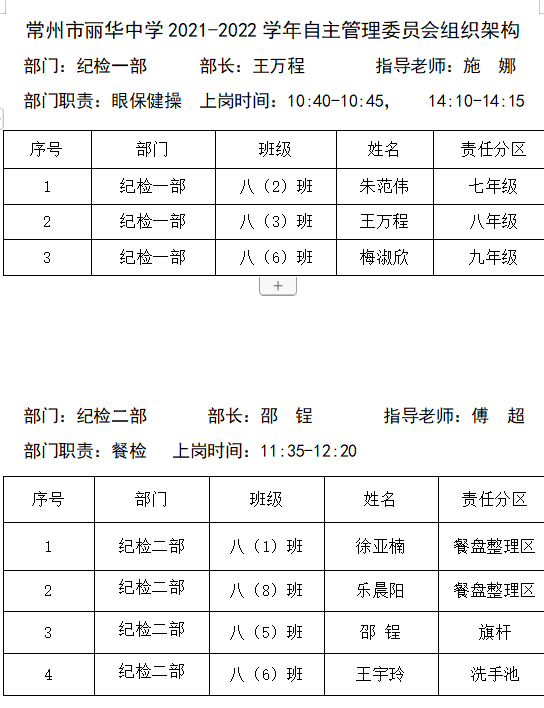 常州市丽华中学2021-2022学年自主管理委员会组织架构
部门：纪检一部 部长：王万程 指导老师：施 娜
部门职责：眼保健操 上岗时间：10:40-10:45， 14:10-14:15
序号 部门 班级 姓名 责任分区
1 纪检一部 八（2）班 朱范伟 七年级
2 纪检一部 八（3）班 王万程 八年级
3 纪检一部 八（6）班 梅淑欣 九年级
部门：纪检二部 部长：邵 锃 指导老师：傅 超
部门职责：餐检 上岗时间：11:35-12:20
序号 部门 班级 姓名 责任分区
1 纪检二部 八（1）班 徐亚楠 餐盘整理区
2 纪检二部 八（8）班 乐晨阳 餐盘整理区
3 纪检二部 八（5）班 邵 锃 旗杆
4 纪检二部 八（6）班 王宇玲 洗手池